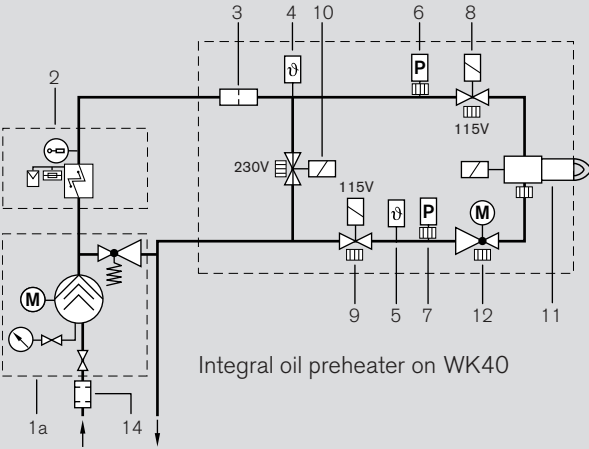 3 4 10 6 8
2
ϑ P
115V
230V
115V
ϑ P M
M
9 5 7 12 11
Integral oil preheater on WK40
1a 14